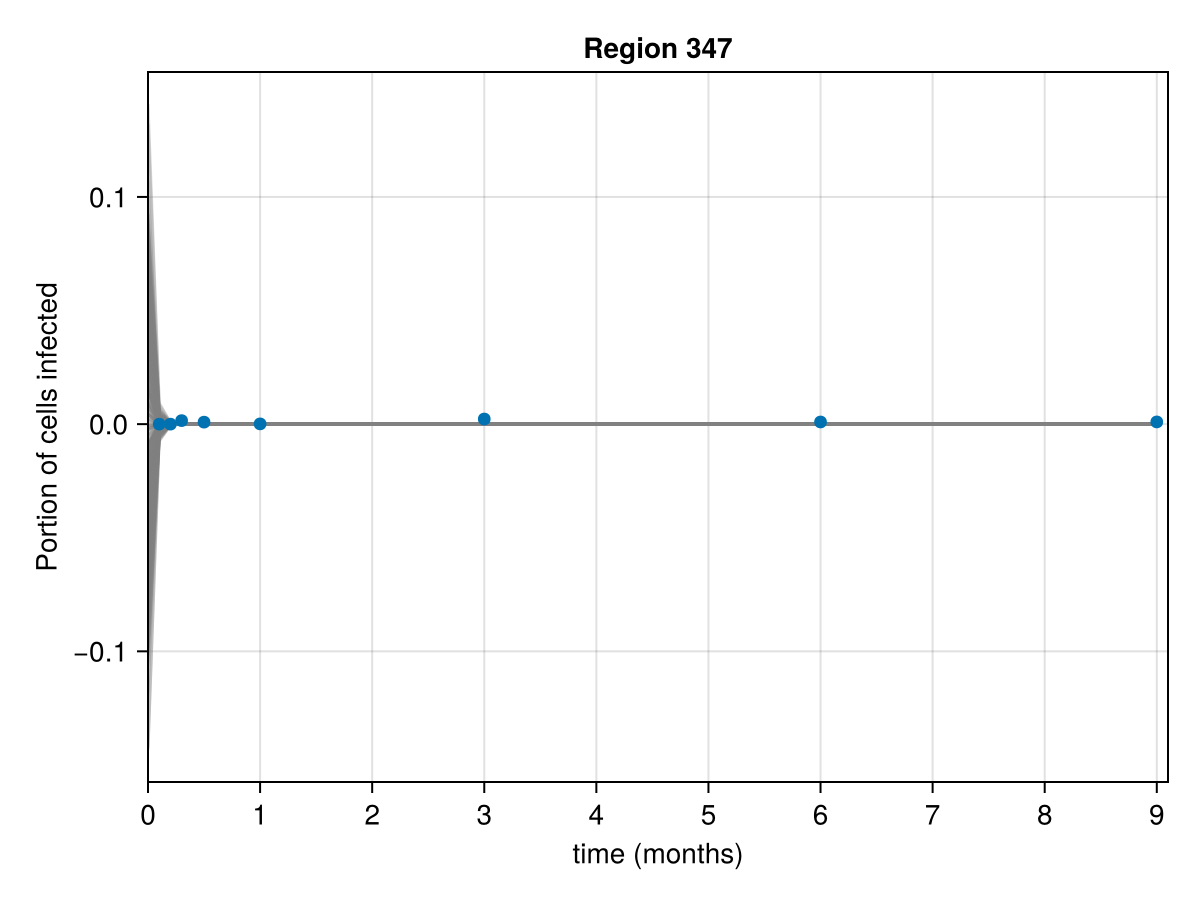 Region 347
Portion of cells infected
0.1
0.0
−0.1
0 1 2 3 4 5 6 7 8 9
time (months)